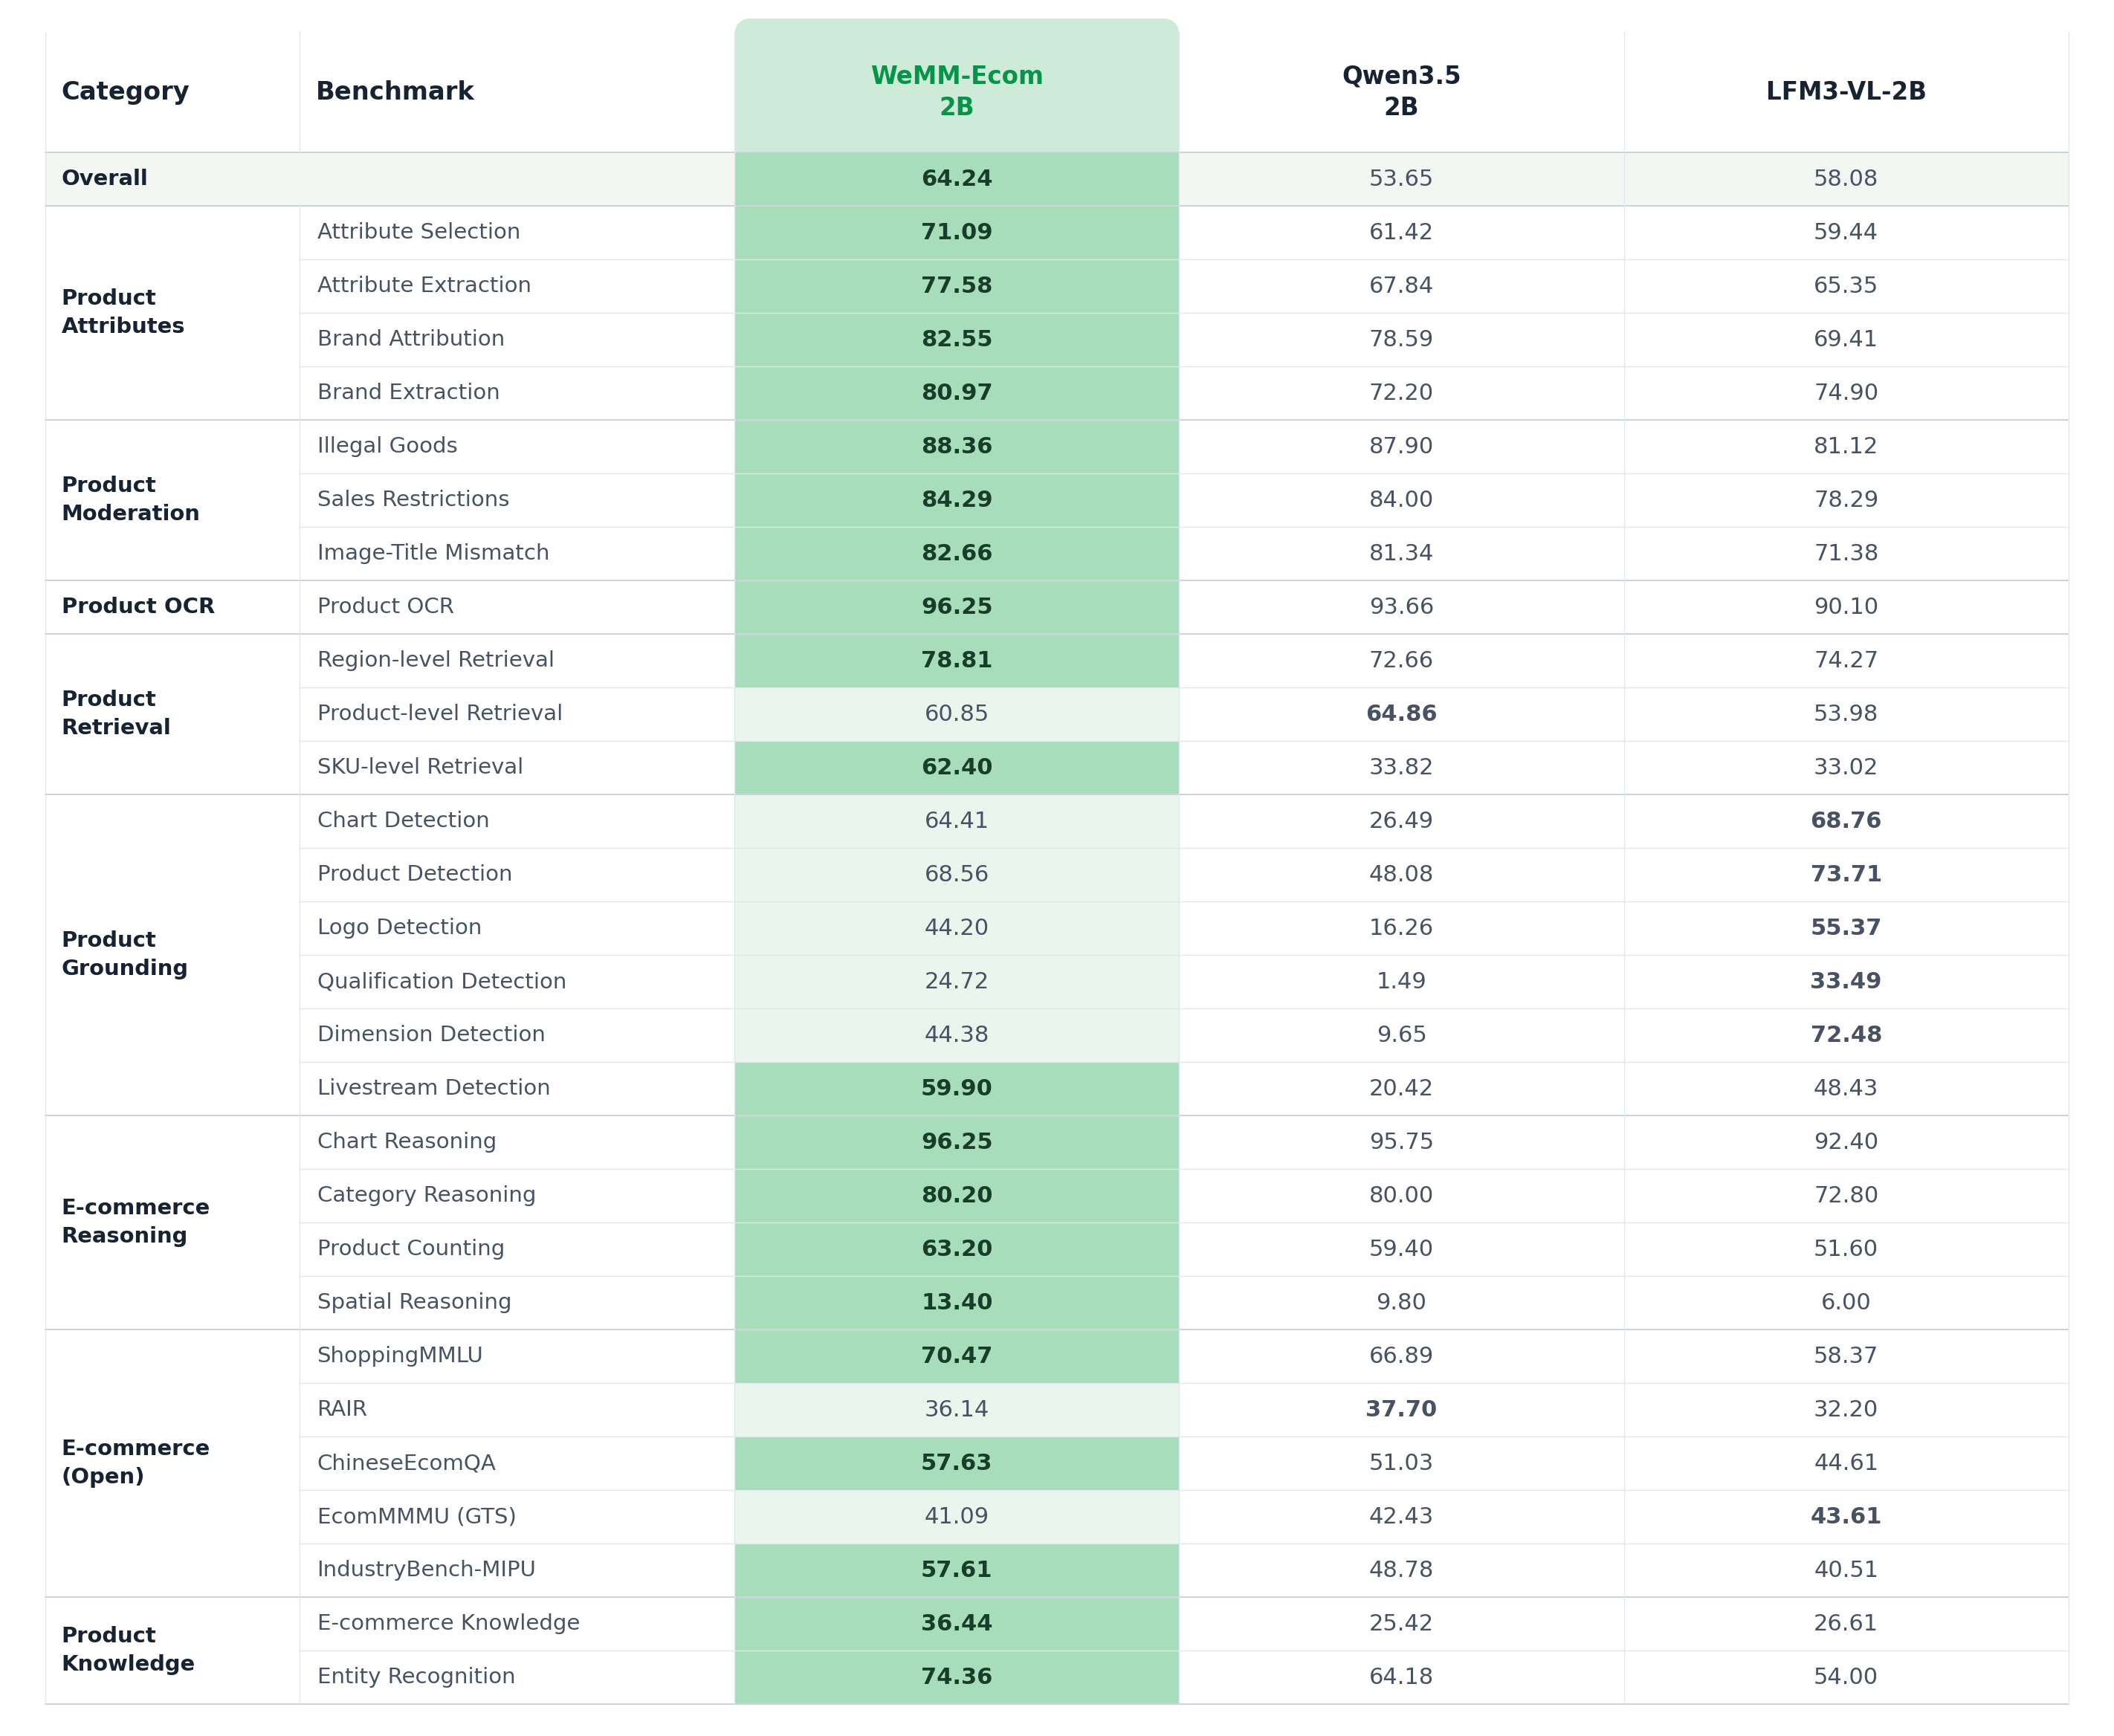 Category Benchmark WeMM-Ecom 2B Qwen3.5 2B LFM3-VL-2B
Overall 64.24 53.65 58.08
Product Attributes
Attribute Selection 71.09 61.42 59.44
Attribute Extraction 77.58 67.84 65.35
Brand Attribution 82.55 78.59 69.41
Brand Extraction 80.97 72.20 74.90
Product Moderation
Illegal Goods 88.36 87.90 81.12
Sales Restrictions 84.29 84.00 78.29
Image-Title Mismatch 82.66 81.34 71.38
Product OCR Product OCR 96.25 93.66 90.10
Product Retrieval
Region-level Retrieval 78.81 72.66 74.27
Product-level Retrieval 60.85 64.86 53.98
SKU-level Retrieval 62.40 33.82 33.02
Product Grounding
Chart Detection 64.41 26.49 68.76
Product Detection 68.56 48.08 73.71
Logo Detection 44.20 16.26 55.37
Qualification Detection 24.72 1.49 33.49
Dimension Detection 44.38 9.65 72.48
Livestream Detection 59.90 20.42 48.43
E-commerce Reasoning
Chart Reasoning 96.25 95.75 92.40
Category Reasoning 80.20 80.00 72.80
Product Counting 63.20 59.40 51.60
Spatial Reasoning 13.40 9.80 6.00
E-commerce (Open)
ShoppingMMLU 70.47 66.89 58.37
RAIR 36.14 37.70 32.20
ChineseEcomQA 57.63 51.03 44.61
EcomMMMU (GTS) 41.09 42.43 43.61
IndustryBench-MIPU 57.61 48.78 40.51
Product Knowledge
E-commerce Knowledge 36.44 25.42 26.61
Entity Recognition 74.36 64.18 54.00